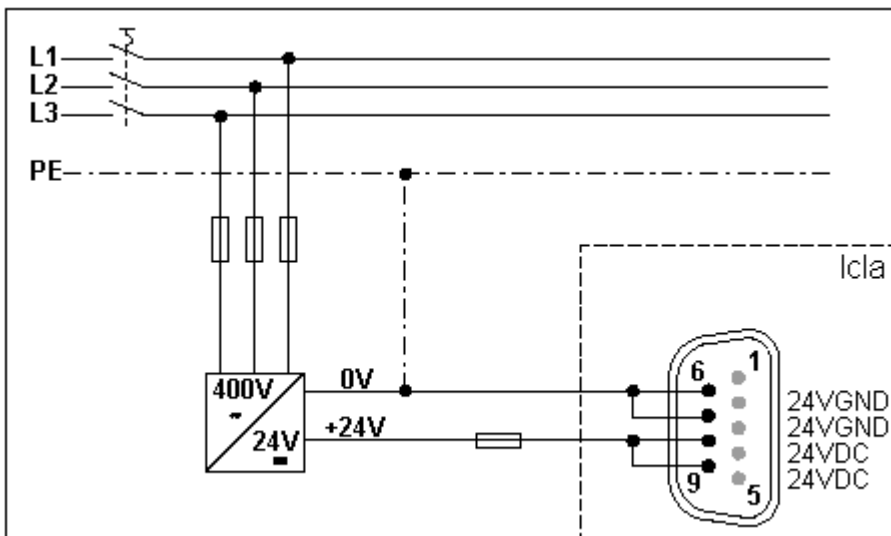 L1
L2
L3
PE
Icla
400V
~
24V
=
0V
+24V
6
1
9
5
24VGND
24VGND
24VDC
24VDC